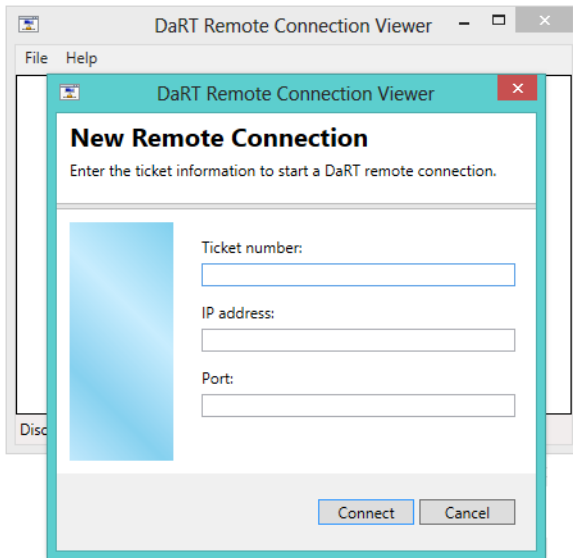 DaRT Remote Connection Viewer
File Help
DaRT Remote Connection Viewer
New Remote Connection
Enter the ticket information to start a DaRT remote connection.
Ticket number:
IP address:
Port:
Disc
Connect Cancel